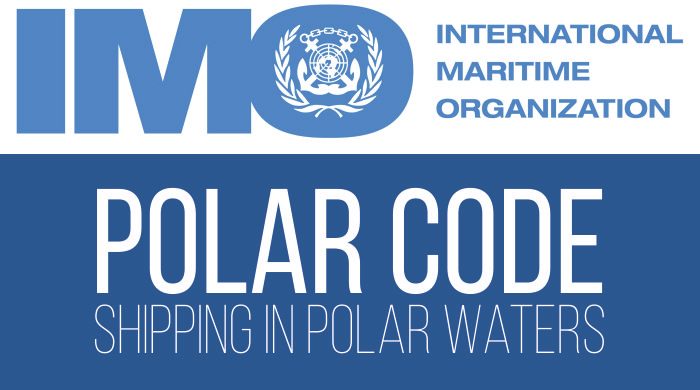 IMO
INTERNATIONAL
MARITIME
ORGANIZATION
POLAR CODE
SHIPPING IN POLAR WATERS